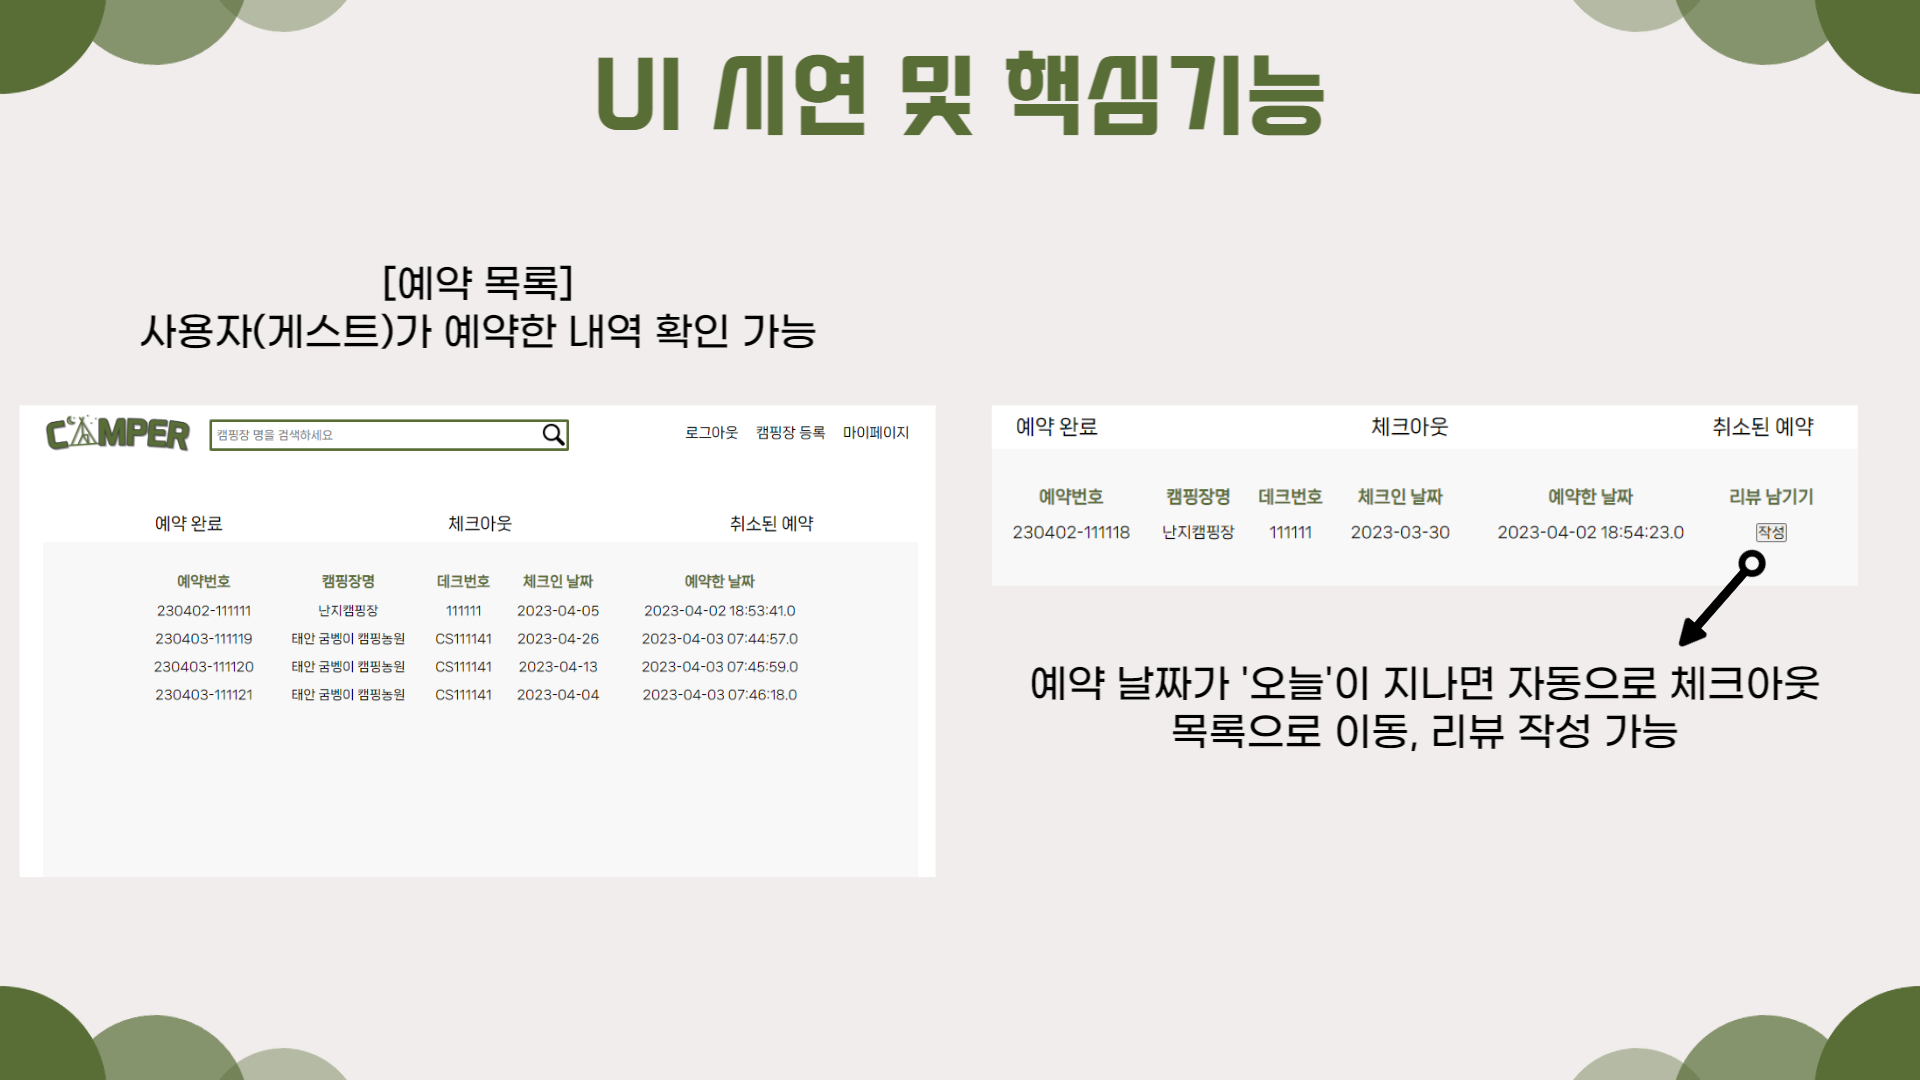 UI 시연 및 핵심기능
[예약 목록]
사용자(게스트)가 예약한 내역 확인 가능
CAMPER 캠핑장 명을 검색하세요 로그아웃 캠핑장 등록 마이페이지
예약 완료 체크아웃 취소된 예약
예약번호 캠핑장명 데크번호 체크인 날짜 예약한 날짜
230402-111111 난지캠핑장 111111 2023-04-05 2023-04-02 18:53:41.0
230403-111119 태안 굼벵이 캠핑농원 CS111141 2023-04-26 2023-04-03 07:44:57.0
230403-111120 태안 굼벵이 캠핑농원 CS111141 2023-04-13 2023-04-03 07:45:59.0
230403-111121 태안 굼벵이 캠핑농원 CS111141 2023-04-04 2023-04-03 07:46:18.0
예약 완료 체크아웃 취소된 예약
예약번호 캠핑장명 데크번호 체크인 날짜 예약한 날짜 리뷰 남기기
230402-111118 난지캠핑장 111111 2023-03-30 2023-04-02 18:54:23.0 작성
예약 날짜가 '오늘'이 지나면 자동으로 체크아웃
목록으로 이동, 리뷰 작성 가능